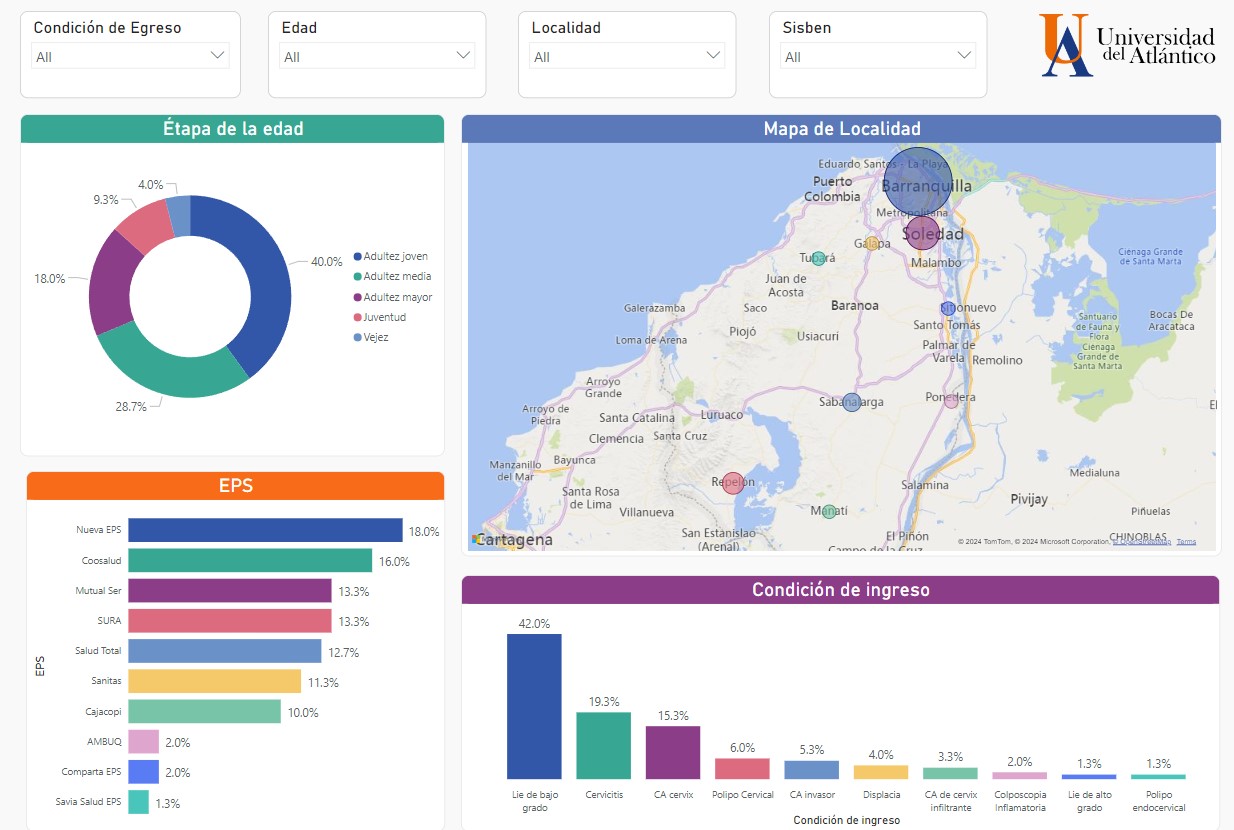 Condición de Egreso
All
Edad
All
Localidad
All
Sisben
All
UA
Universidad
del Atlántico
Étapa de la edad
4.0%
9.3%
18.0%
40.0%
28.7%
Adultez joven
Adultez media
Adultez mayor
Juventud
Vejez
Mapa de Localidad
Eduardo Santos - La Playa
Puerto
Colombia
Barranquilla
Metropolitana
Soledad
Galapa
Tubará
Malambo
Juan de
Acosta
Ciénaga Grande
de Santa Marta
Galerazamba
Saco
Baranoa
Sitionuevo
Santo Tomás
Piojó
Usiacurí
Loma de Arena
Palmar de
Varela
Remolino
Santuario
de Fauna y
Flora
Ciénaga
Grande de
Santa Marta
Bocas De
Aracataca
Arroyo
Grande
Arroyo de
Piedra
Santa Catalina
Luruaco
Sabanalarga
Ponedera
Clemencia
Santa Cruz
Manzanillo
del Mar
Bayunca
Repelón
Salamina
Medialuna
Santa Rosa
de Lima
Villanueva
Manatí
Pivijay
Piñuelas
Cartagena
San Estanislao
(Arenal)
El Piñón
Campo de la Cruz
CHINOBLAS
© 2024 TomTom, © 2024 Microsoft Corporation, © OpenStreetMap Terms
EPS
EPS
Nueva EPS 18.0%
Coosalud 16.0%
Mutual Ser 13.3%
SURA 13.3%
Salud Total 12.7%
Sanitas 11.3%
Cajacopi 10.0%
AMBUQ 2.0%
Comparta EPS 2.0%
Savia Salud EPS 1.3%
Condición de ingreso
42.0%
19.3%
15.3%
6.0%
5.3%
4.0%
3.3%
2.0%
1.3%
1.3%
Lie de bajo
grado
Cervicitis
CA cervix
Polipo Cervical
CA invasor
Displacia
CA de cervix
infiltrante
Colposcopia
Inflamatoria
Lie de alto
grado
Polipo
endocervical
Condición de ingreso